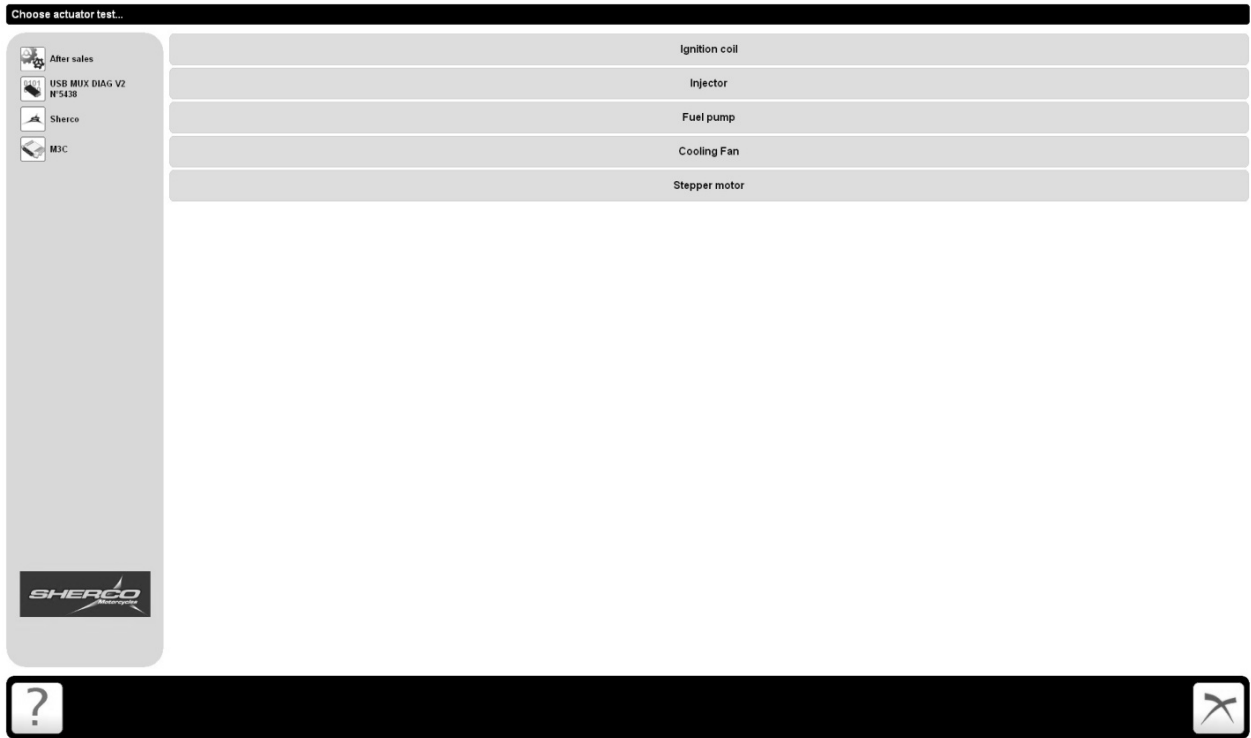 Choose actuator test...
After sales
USB MUX DIAG V2
N°5438
Sherco
M3C
Ignition coil
Injector
Fuel pump
Cooling Fan
Stepper motor
SHERCO
Motorcycles
?